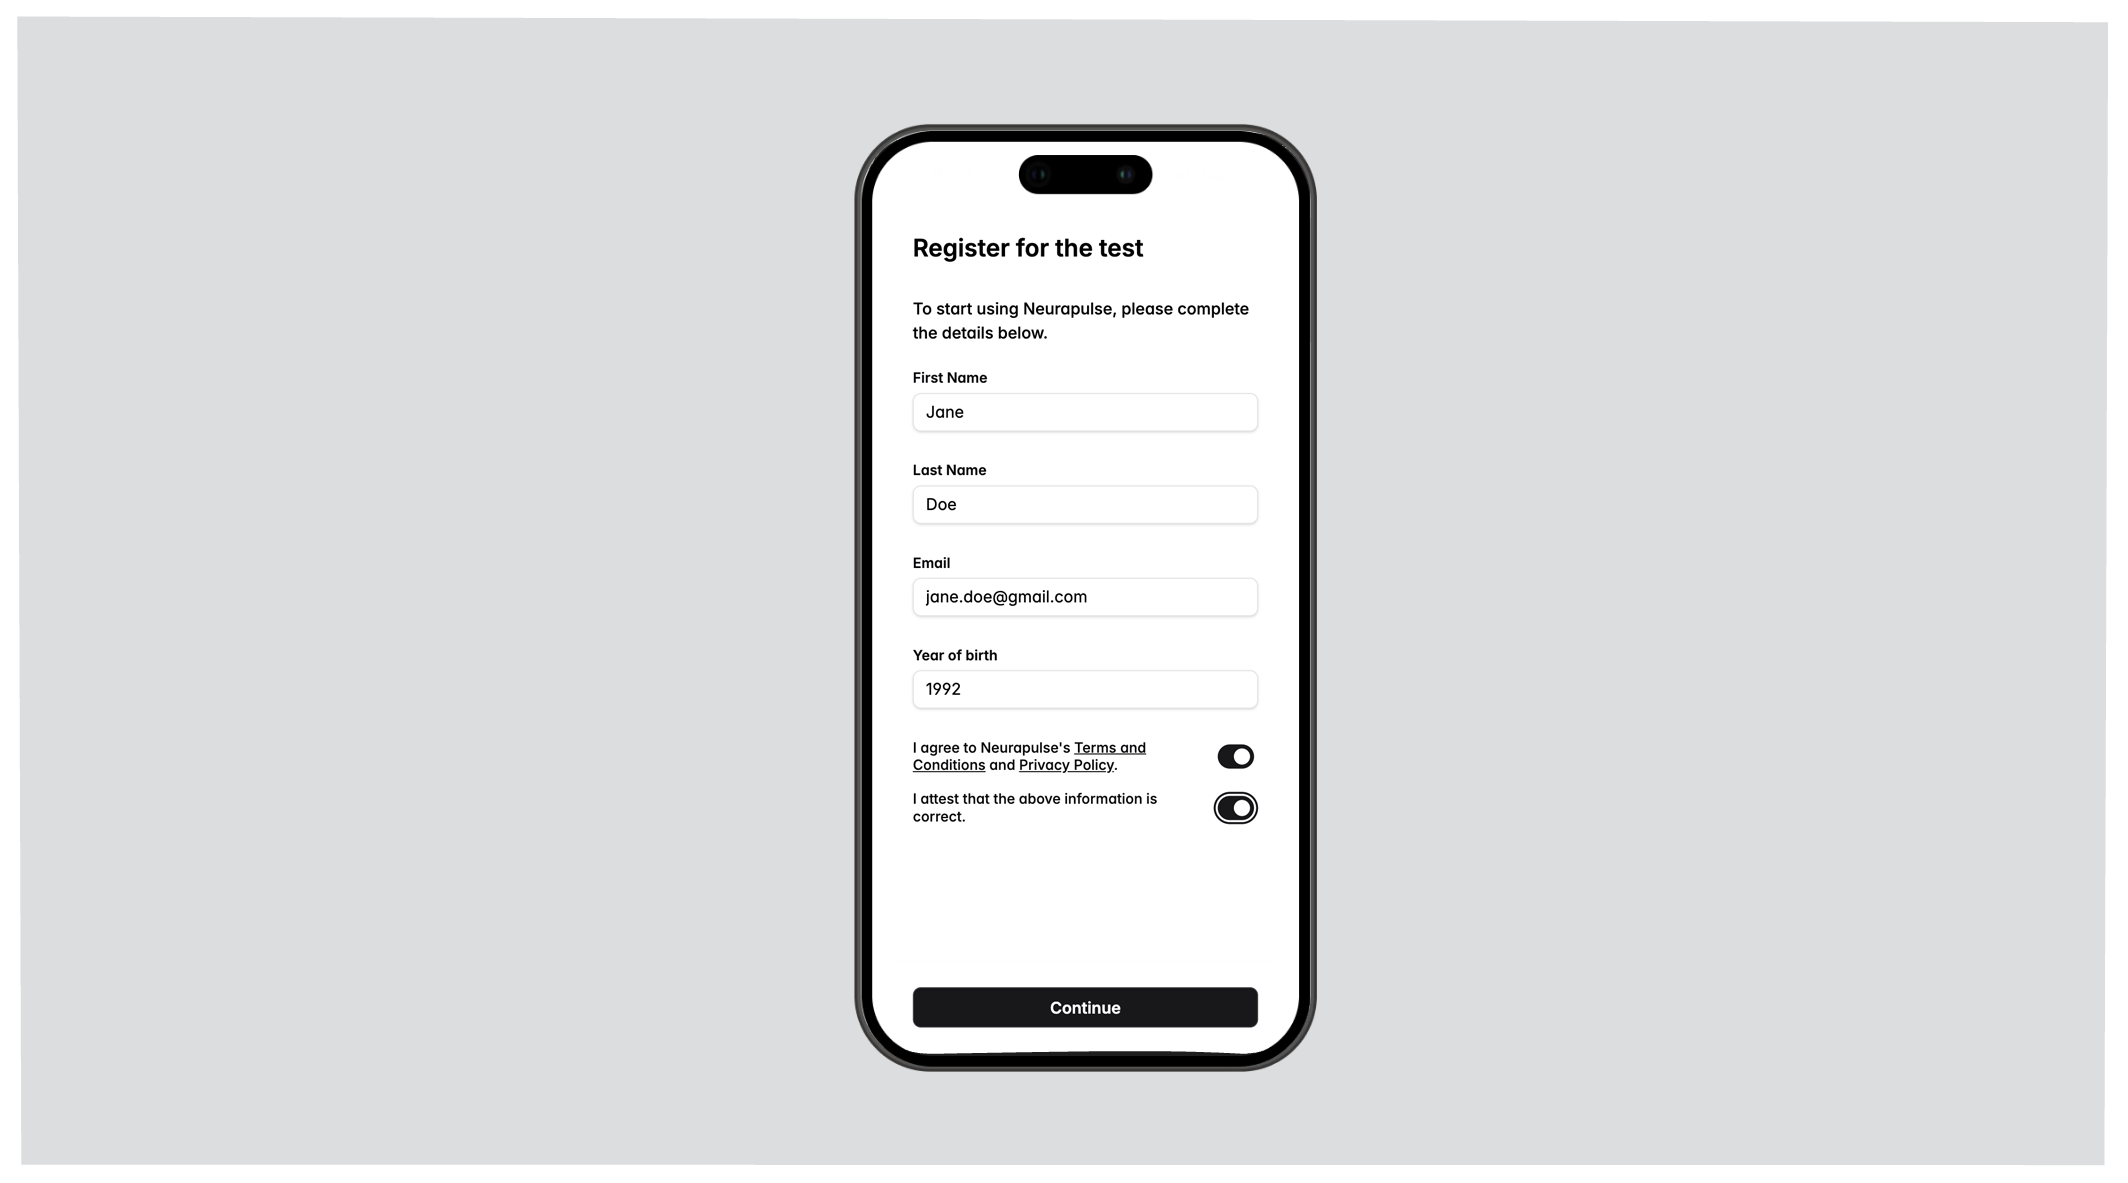 Register for the test
To start using Neurapulse, please complete
the details below.
First Name
Jane
Last Name
Doe
Email
jane.doe@gmail.com
Year of birth
1992
I agree to Neurapulse's Terms and
Conditions and Privacy Policy.
I attest that the above information is
correct.
Continue